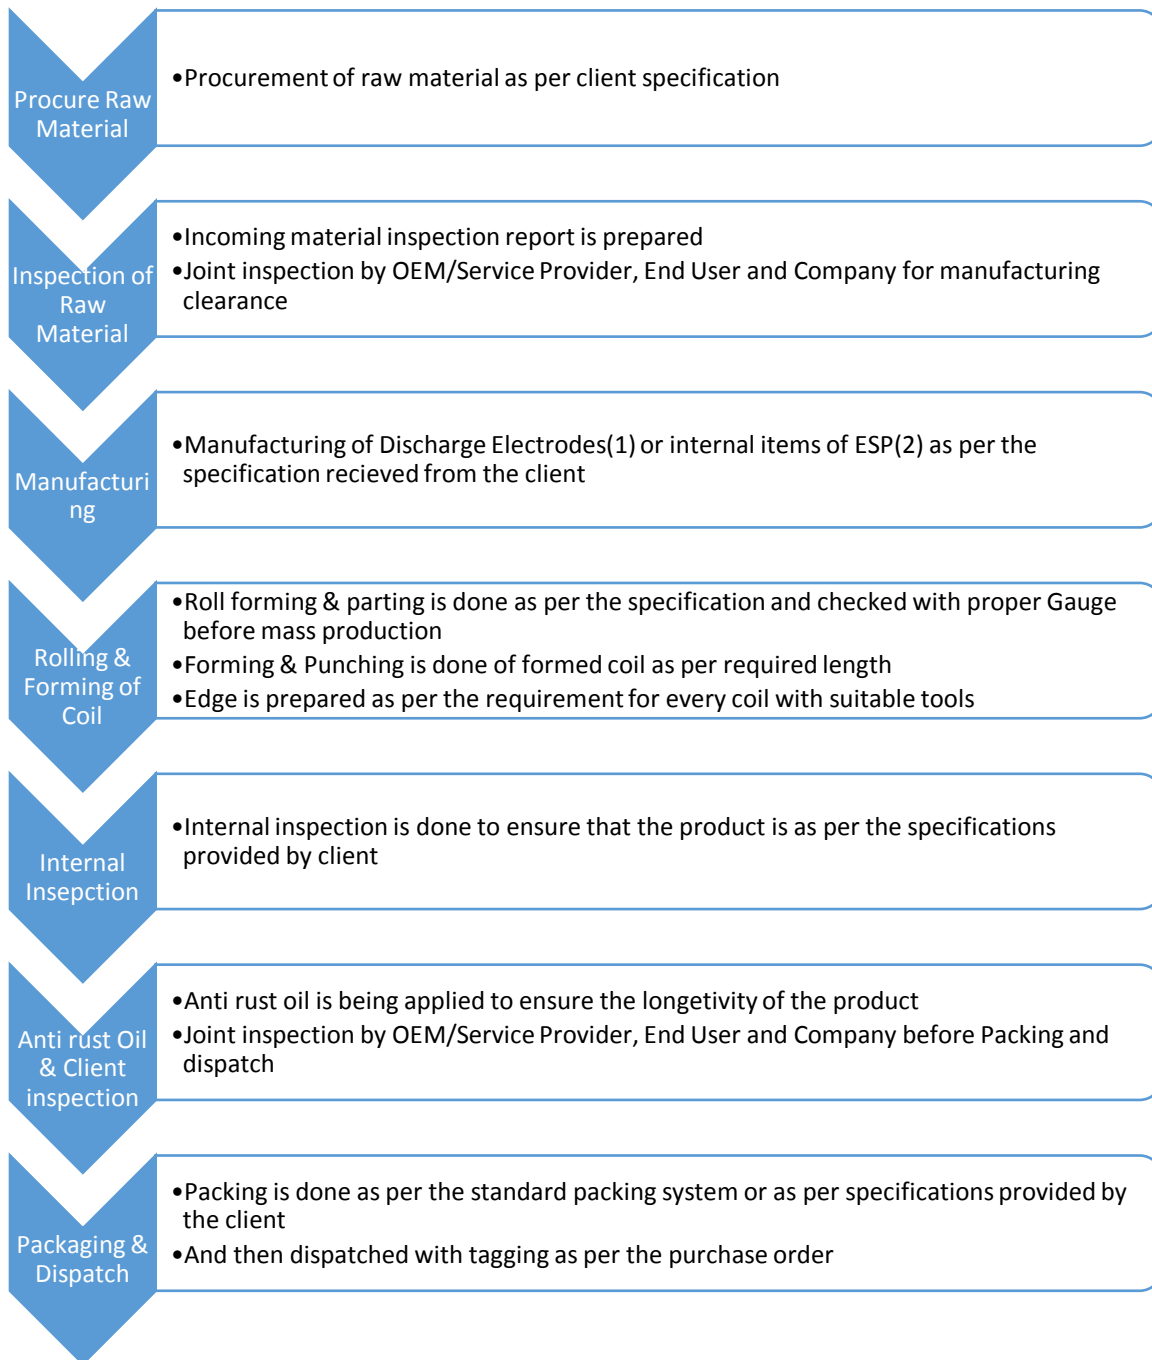 Procure Raw
Material
•Procurement of raw material as per client specification
Inspection of
Raw
Material
•Incoming material inspection report is prepared
•Joint inspection by OEM/Service Provider, End User and Company for manufacturing
clearance
Manufacturi
ng
•Manufacturing of Discharge Electrodes(1) or internal items of ESP(2) as per the
specification recieved from the client
Rolling &
Forming of
Coil
•Roll forming & parting is done as per the specification and checked with proper Gauge
before mass production
•Forming & Punching is done of formed coil as per required length
•Edge is prepared as per the requirement for every coil with suitable tools
Internal
Insepction
•Internal inspection is done to ensure that the product is as per the specifications
provided by client
Anti rust Oil
& Client
inspection
•Anti rust oil is being applied to ensure the longetivity of the product
•Joint inspection by OEM/Service Provider, End User and Company before Packing and
dispatch
Packaging &
Dispatch
•Packing is done as per the standard packing system or as per specifications provided by
the client
•And then dispatched with tagging as per the purchase order